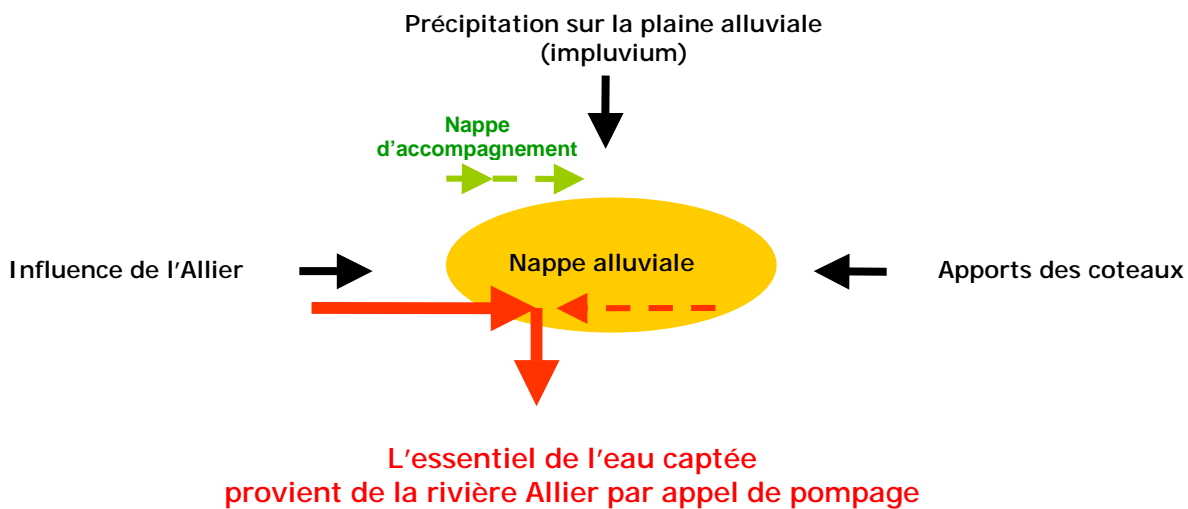 Précipitation sur la plaine alluviale
(impluvium)
Nappe
d'accompagnement
Influence de l'Allier
Nappe alluviale
Apports des coteaux
L'essentiel de l'eau captée
provient de la rivière Allier par appel de pompage